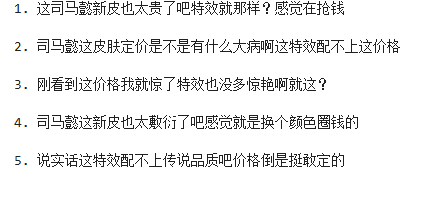 1. 这司马懿新皮也太贵了吧特效就那样？感觉在抢钱
2. 司马懿这皮肤定价是不是有什么大病啊这特效配不上这价格
3. 刚看到这价格我就惊了特效也没多惊艳啊就这？
4. 司马懿这新皮也太敷衍了吧感觉就是换个颜色圈钱的
5. 说实话这特效配不上传说品质吧价格倒是挺敢定的